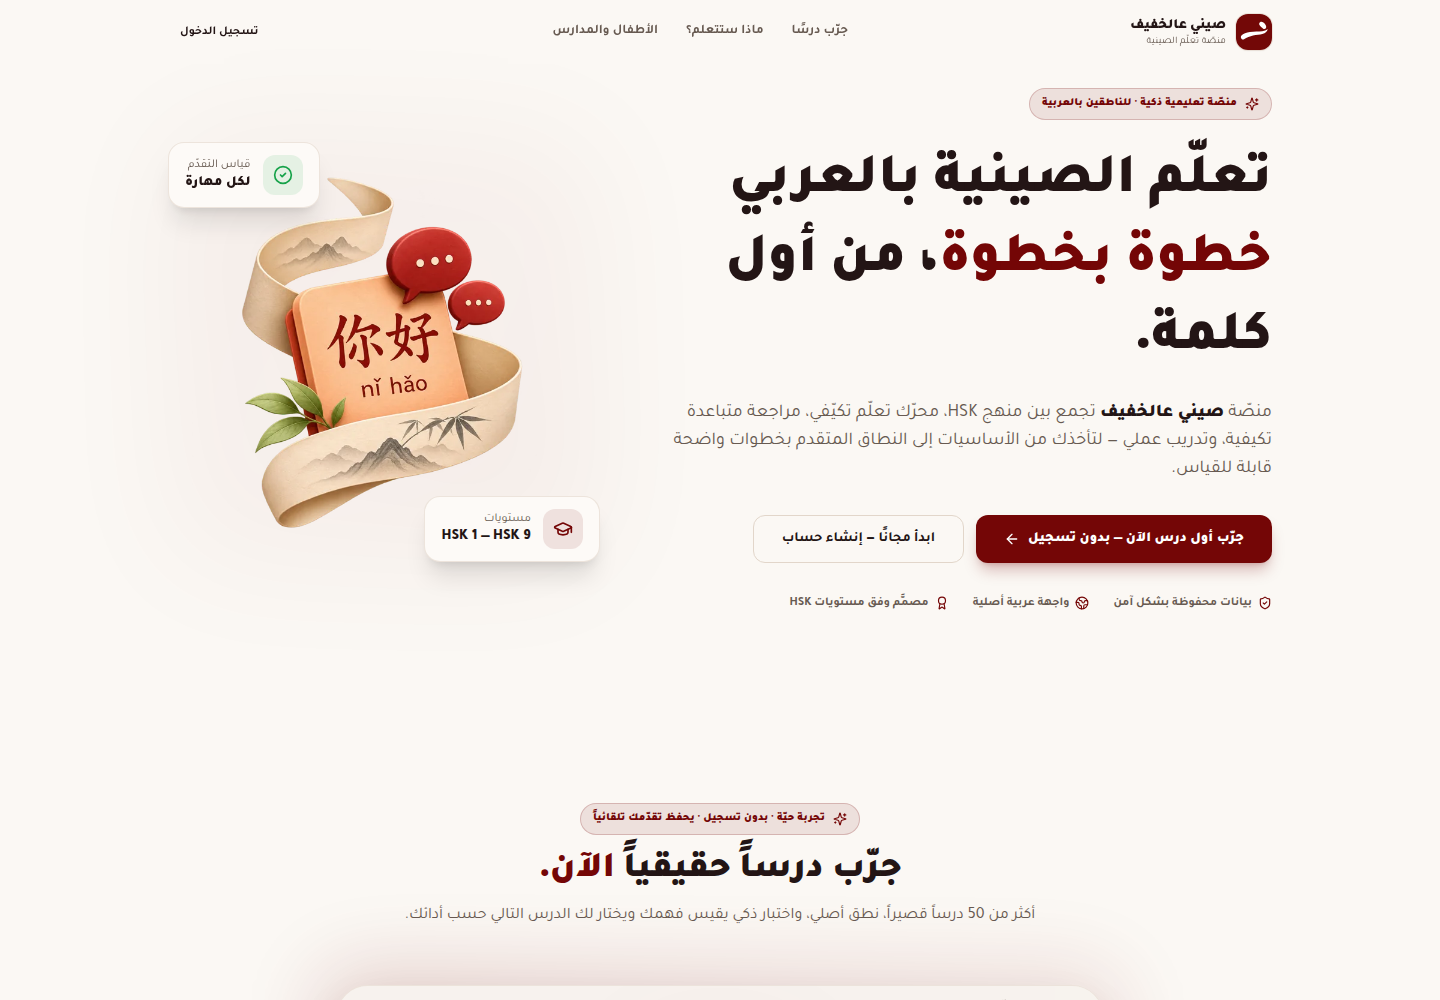 صيني عالخفيف
منصّة تعلّم الصينية
جرّب درسًا
ماذا ستتعلم؟
الأطفال والمدارس
تسجيل الدخول
منصّة تعليمية ذكية · للناطقين بالعربية
تعلّم الصينية بالعربي
خطوة بخطوة، من أول
كلمة.
منصّة صيني عالخفيف تجمع بين منهج HSK، محرّك تعلّم تكيّفي، مراجعة متباعدة
تكيفية، وتدريب عملي — لتأخذك من الأساسيات إلى النطاق المتقدم بخطوات واضحة
قابلة للقياس.
جرّب أول درس الآن — بدون تسجيل
ابدأ مجانًا — إنشاء حساب
بيانات محفوظة بشكل آمن
واجهة عربية أصلية
مصمَّم وفق مستويات HSK
قياس التقدّم
لكل مهارة
你好
nǐ hǎo
مستويات
HSK 1 – HSK 9
تجربة حيّة · بدون تسجيل · يحفظ تقدّمك تلقائياً
جرّب درساً حقيقياً الآن.
أكثر من 50 درساً قصيراً، نطق أصلي، واختبار ذكي يقيس فهمك ويختار لك الدرس التالي حسب أدائك.